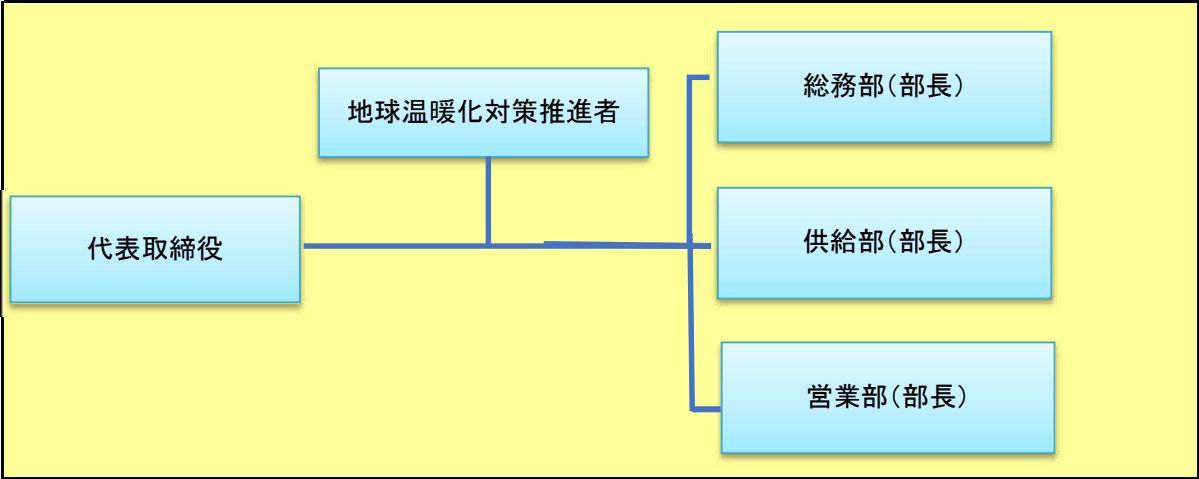 地球温暖化対策推進者
代表取締役
総務部（部長）
供給部（部長）
営業部（部長）